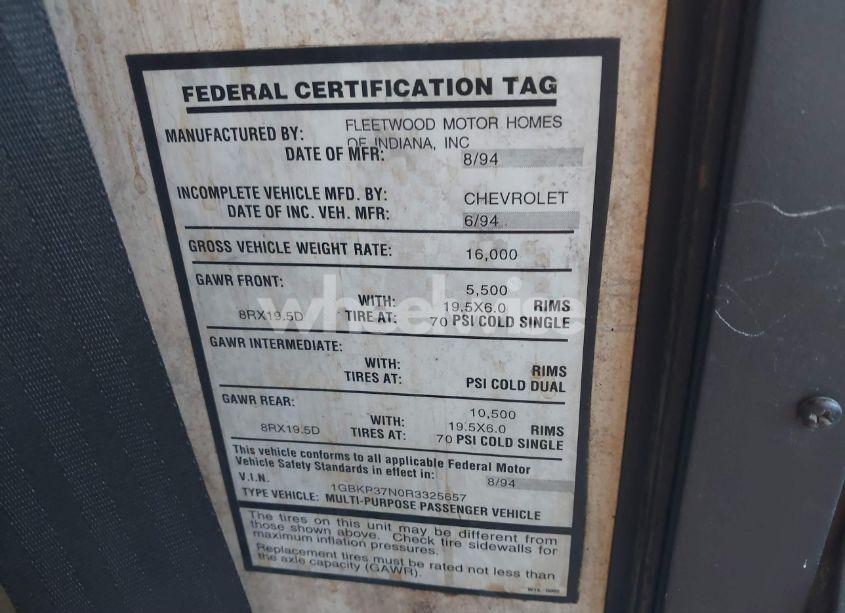 FEDERAL CERTIFICATION TAG
MANUFACTURED BY: FLEETWOOD MOTOR HOMES
OF INDIANA, INC
DATE OF MFR: 8/94
INCOMPLETE VEHICLE MFD. BY: CHEVROLET
DATE OF INC. VEH. MFR: 6/94
GROSS VEHICLE WEIGHT RATE: 16,000
GAWR FRONT: 5,500
WITH: 19.5X6.0 RIMS
8RX19.5D TIRE AT: 70 PSI COLD SINGLE
GAWR INTERMEDIATE:
WITH: RIMS
TIRES AT: PSI COLD DUAL
GAWR REAR: 10,500
WITH: 19.5X6.0 RIMS
8RX19.5D TIRES AT: 70 PSI COLD SINGLE
This vehicle conforms to all applicable Federal Motor
Vehicle Safety Standards in effect in: 8/94
V.I.N. 1GBKP37N0R3325657
TYPE VEHICLE: MULTI-PURPOSE PASSENGER VEHICLE
The tires on this unit may be different from
those shown above. Check tire sidewalls for
maximum inflation pressures.
Replacement tires must be rated not less than
the axle capacity (GAWR).